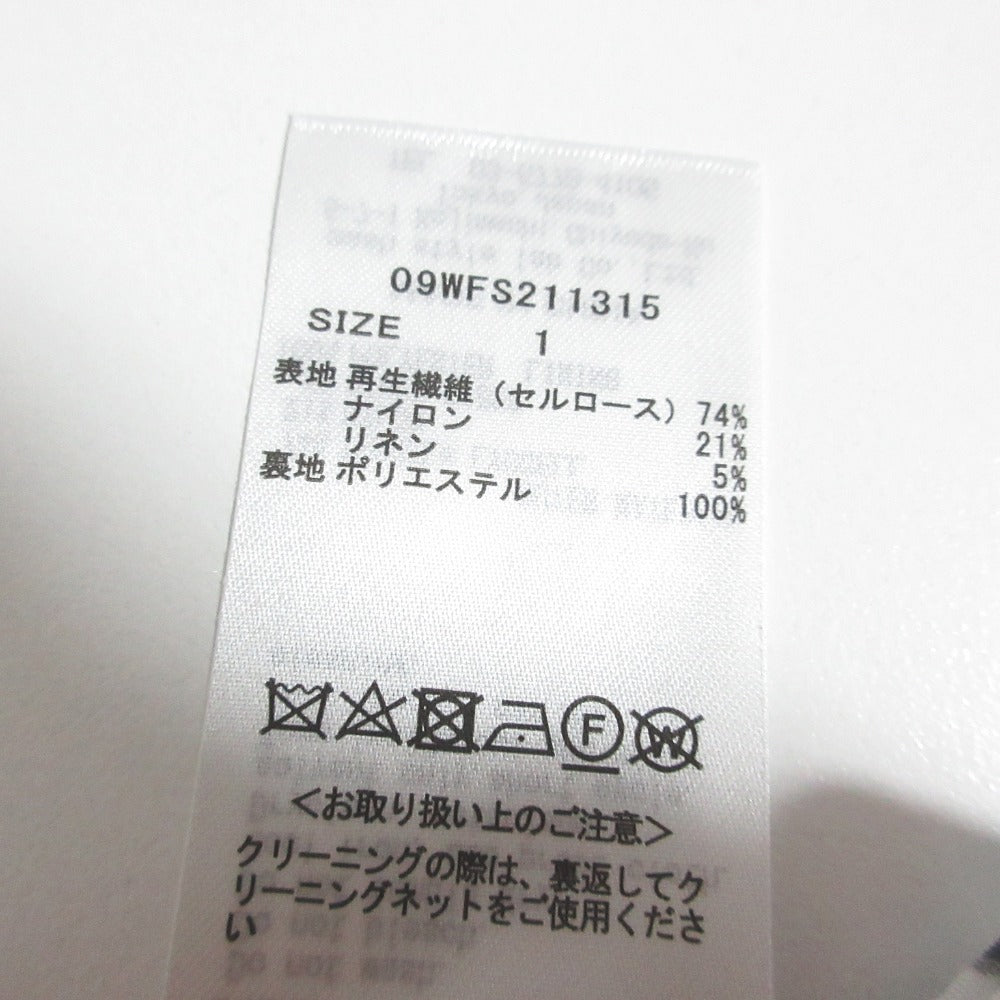 09WFS211315
SIZE 1
表地 再生繊維（セルロース） 74%
ナイロン 21%
リネン 5%
裏地 ポリエステル 100%
F W
＜お取り扱い上のご注意＞
クリーニングの際は、裏返してク
リーニングネットをご使用くださ
い